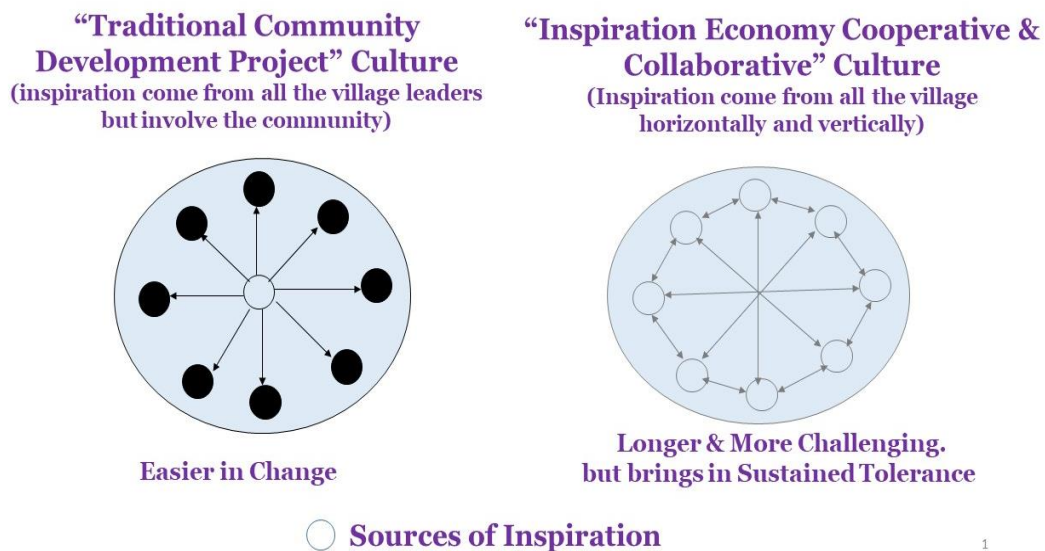 “Traditional Community
Development Project” Culture
(inspiration come from all the village leaders
but involve the community)
“Inspiration Economy Cooperative &
Collaborative” Culture
(Inspiration come from all the village
horizontally and vertically)
Easier in Change
Longer & More Challenging.
but brings in Sustained Tolerance
Sources of Inspiration
1